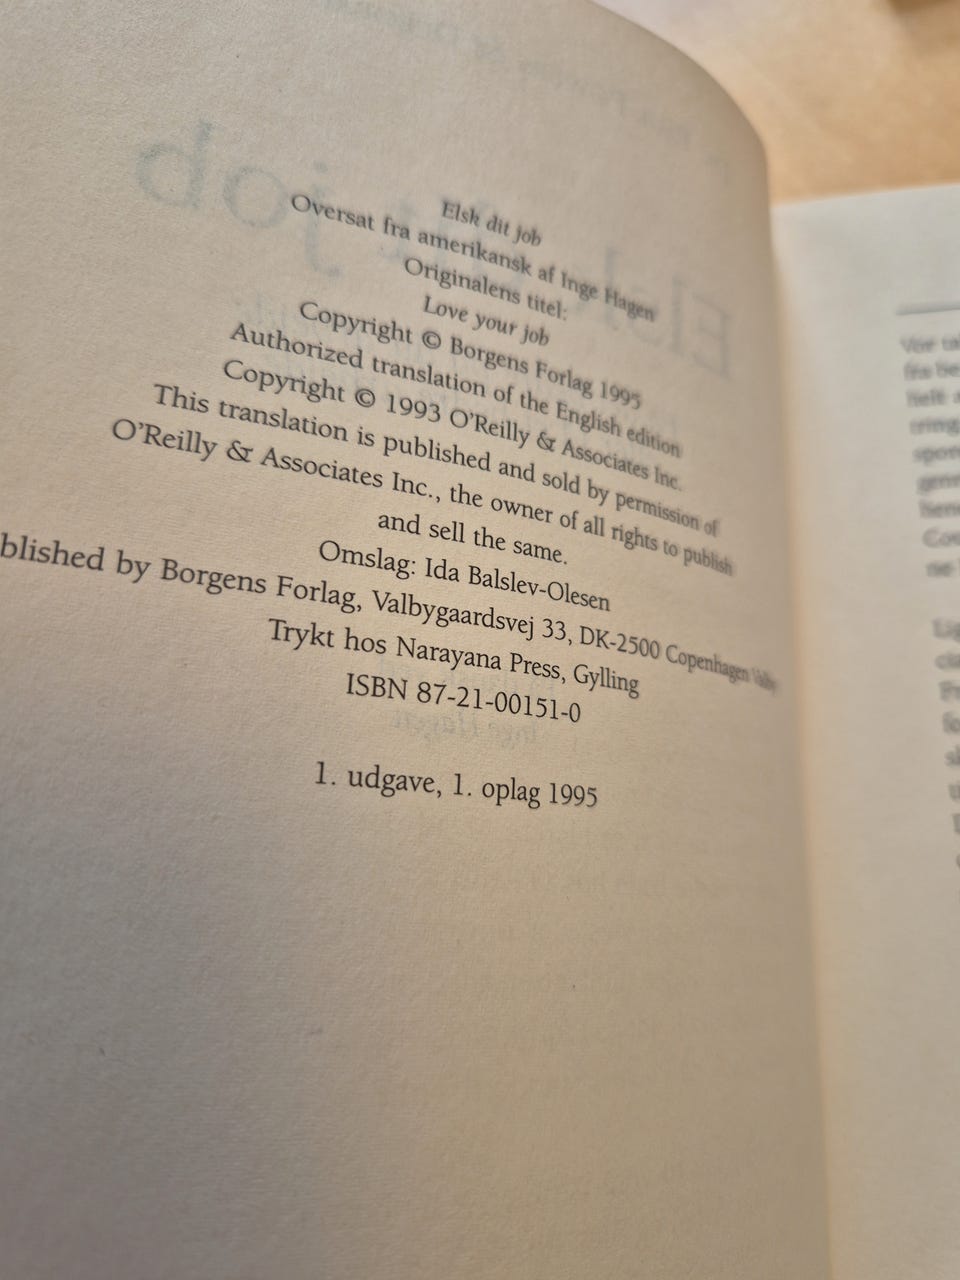 Elsk dit job
Oversat fra amerikansk af Inge Hagen
Originalens titel:
Love your job
Copyright © Borgens Forlag 1995
Authorized translation of the English edition
Copyright © 1993 O'Reilly & Associates Inc.
This translation is published and sold by permission of
O'Reilly & Associates Inc., the owner of all rights to publish
and sell the same.
Omslag: Ida Balslev-Olesen
blished by Borgens Forlag, Valbygaardsvej 33, DK-2500 Copenhagen Valby
Trykt hos Narayana Press, Gylling
ISBN 87-21-00151-0
1. udgave, 1. oplag 1995